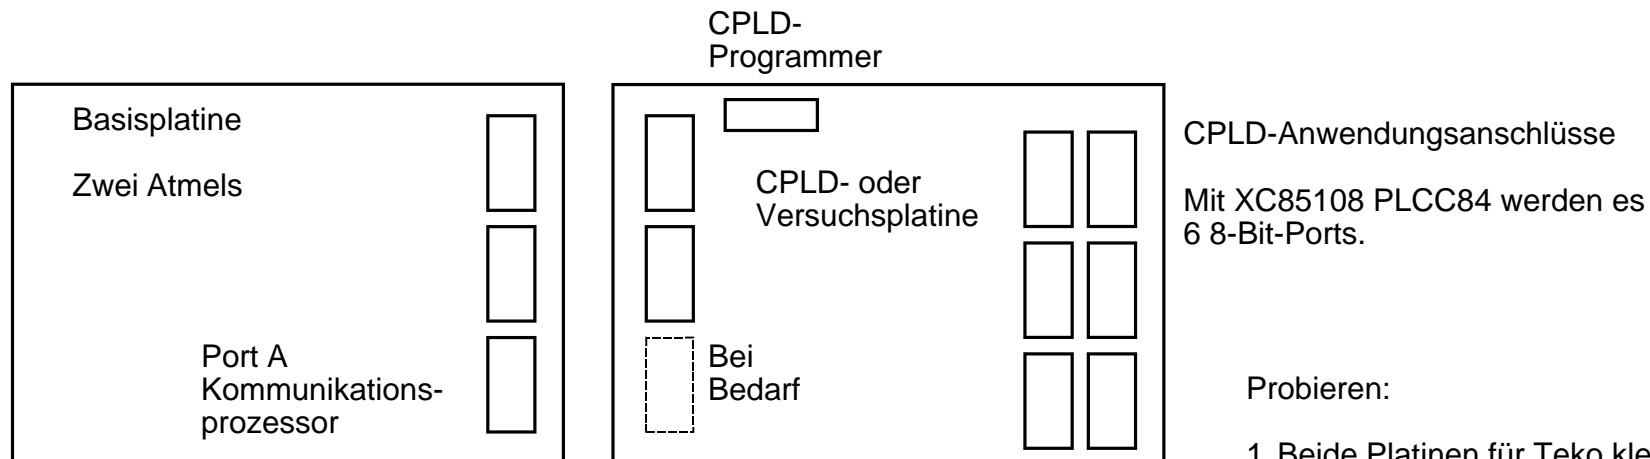 CPLD-
Programmer
Basisplatine
Zwei Atmels
Port A
Kommunikations-
prozessor
CPLD- oder
Versuchsplatine
Bei
Bedarf
CPLD-Anwendungsanschlüsse
Mit XC85108 PLCC84 werden es
6 8-Bit-Ports.
Probieren:
1. Beide Platinen für Teko